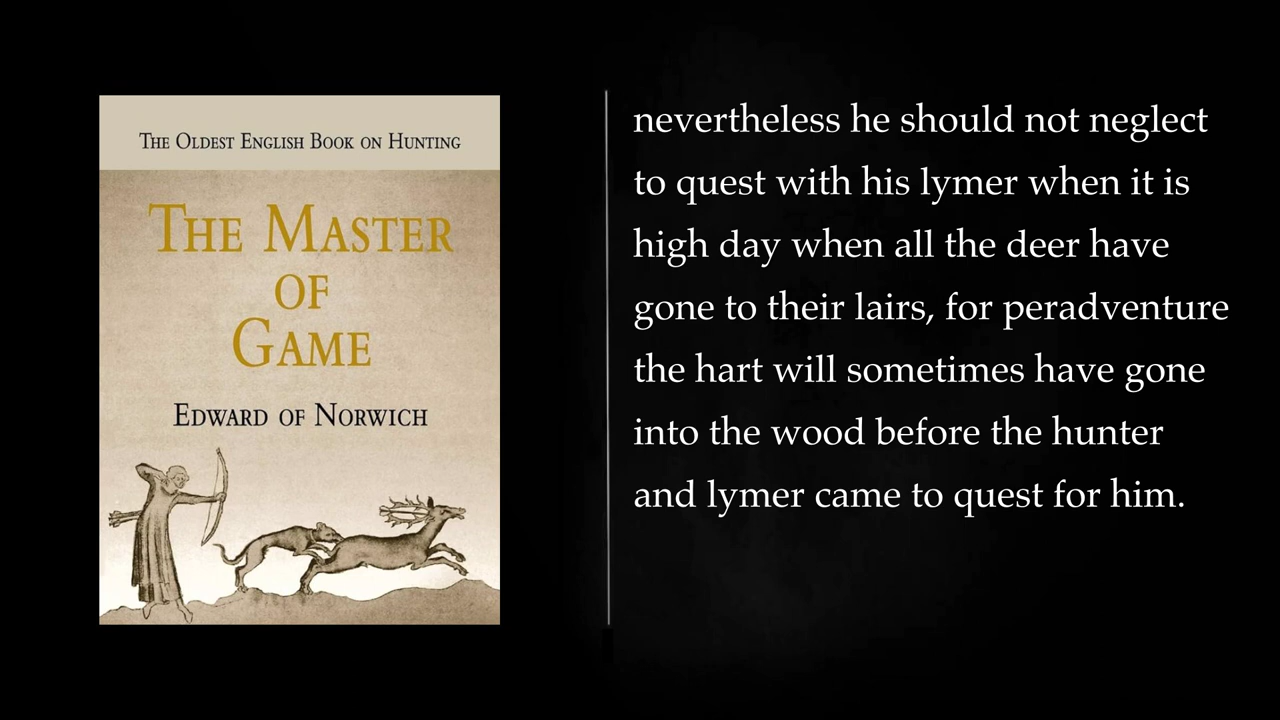 THE OLDEST ENGLISH BOOK ON HUNTING
THE MASTER
OF
GAME
EDWARD OF NORWICH
nevertheless he should not neglect
to quest with his lymer when it is
high day when all the deer have
gone to their lairs, for peradventure
the hart will sometimes have gone
into the wood before the hunter
and lymer came to quest for him.